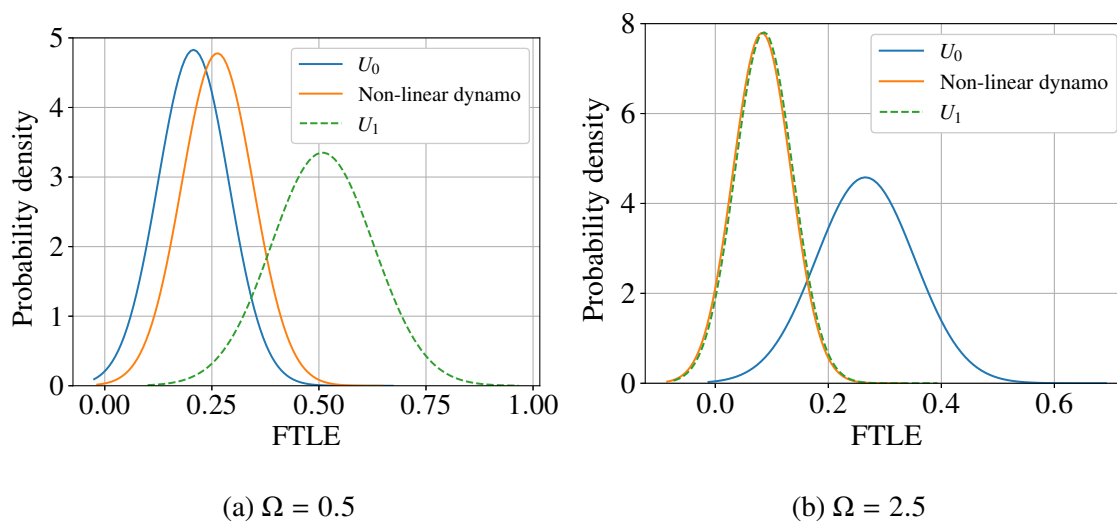 5
4
3
2
1
0
Probability density
0.00
0.25
0.50
0.75
1.00
FTLE
U0
Non-linear dynamo
U1
(a) Ω = 0.5
8
6
4
2
0
Probability density
0.0
0.2
0.4
0.6
FTLE
U0
Non-linear dynamo
U1
(b) Ω = 2.5